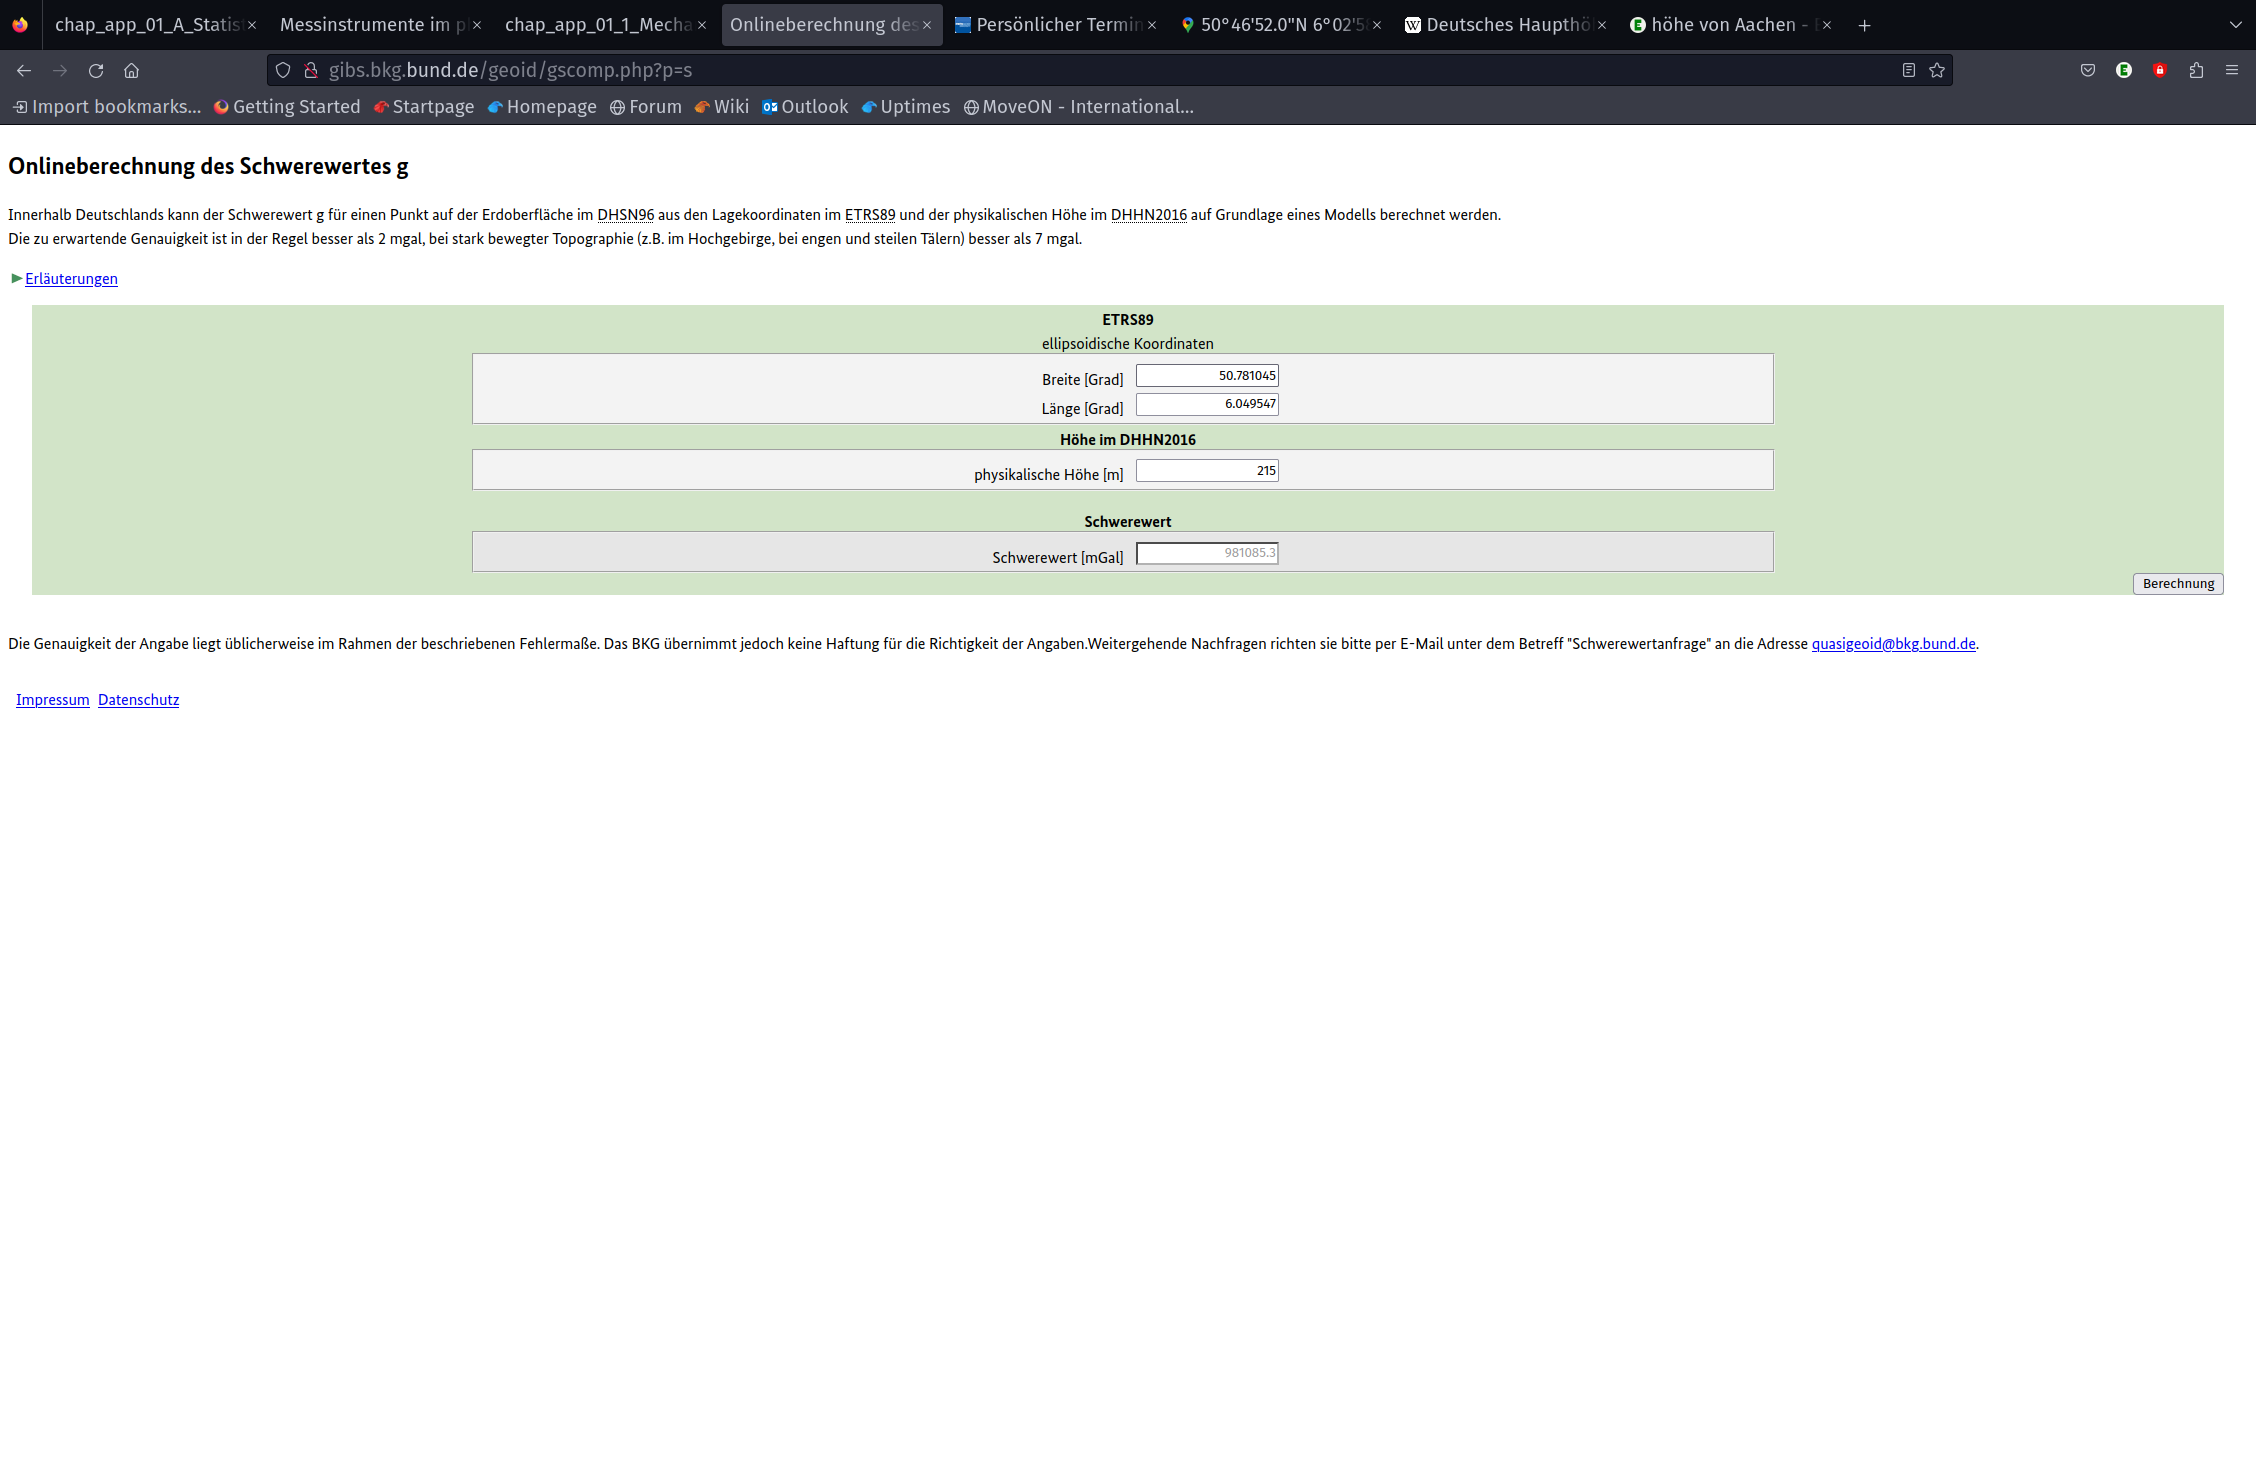 chap_app_01_A_Statis
Messinstrumente im p
chap_app_01_1_Mecha
Onlineberechnung des
Persönlicher Termin
50°46'52.0"N 6°02'5
Deutsches Haupthö
höhe von Aachen -
gibs.bkg.bund.de/geoid/gscomp.php?p=s
Import bookmarks... Getting Started Startpage Homepage Forum Wiki Outlook Uptimes MoveON - International...
Onlineberechnung des Schwerewertes g
Innerhalb Deutschlands kann der Schwerewert g für einen Punkt auf der Erdoberfläche im DHSN96 aus den Lagekoordinaten im ETRS89 und der physikalischen Höhe im DHHN2016 auf Grundlage eines Modells berechnet werden.
Die zu erwartende Genauigkeit ist in der Regel besser als 2 mgal, bei stark bewegter Topographie (z.B. im Hochgebirge, bei engen und steilen Tälern) besser als 7 mgal.
Erläuterungen
ETRS89
ellipsoidische Koordinaten
Breite [Grad] 50.781045
Länge [Grad] 6.049547
Höhe im DHHN2016
physikalische Höhe [m] 215
Schwerewert
Schwerewert [mGal] 981085.3
Berechnung
Die Genauigkeit der Angabe liegt üblicherweise im Rahmen der beschriebenen Fehlermaße. Das BKG übernimmt jedoch keine Haftung für die Richtigkeit der Angaben.Weitergehende Nachfragen richten sie bitte per E-Mail unter dem Betreff "Schwerewertanfrage" an die Adresse quasigeoid@bkg.bund.de.
Impressum Datenschutz